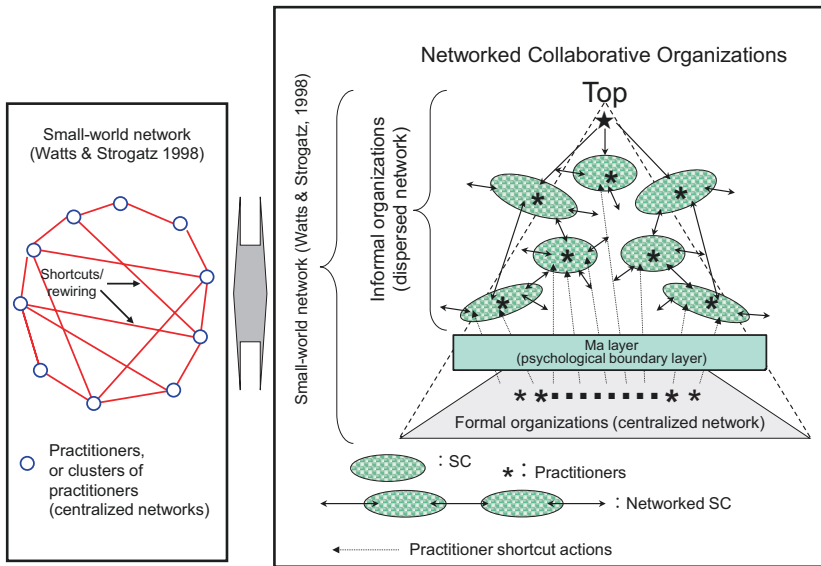 Small-world network
(Watts & Strogatz 1998)
Shortcuts/
rewiring
Practitioners,
or clusters of
practitioners
(centralized networks)
Networked Collaborative Organizations
Small-world network (Watts & Strogatz, 1998)
Informal organizations
(dispersed network)
Top
Ma layer
(psychological boundary layer)
Formal organizations (centralized network)
: SC
* : Practitioners
: Networked SC
Practitioner shortcut actions